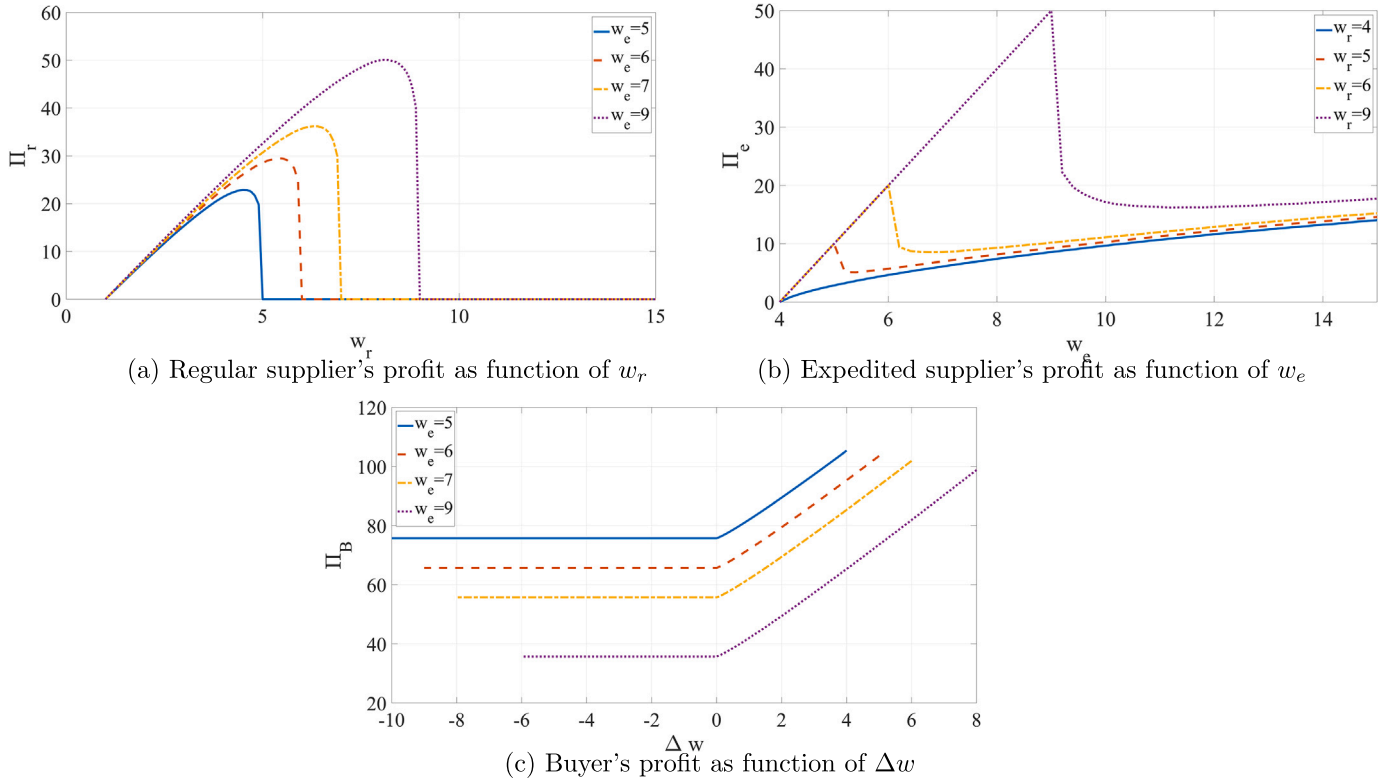 60
50
40
30
20
10
0
Π_r
0 5 10 15
w_r
w_e=5
w_e=6
w_e=7
w_e=9
(a) Regular supplier's profit as function of w_r
50
40
30
20
10
0
Π_e
4 6 8 10 12 14
w_e
w_r=4
w_r=5
w_r=6
w_r=9
(b) Expedited supplier's profit as function of w_e
120
100
80
60
40
20
Π_B
-10 -8 -6 -4 -2 0 2 4 6 8
Δ w
w_e=5
w_e=6
w_e=7
w_e=9
(c) Buyer's profit as function of Δw